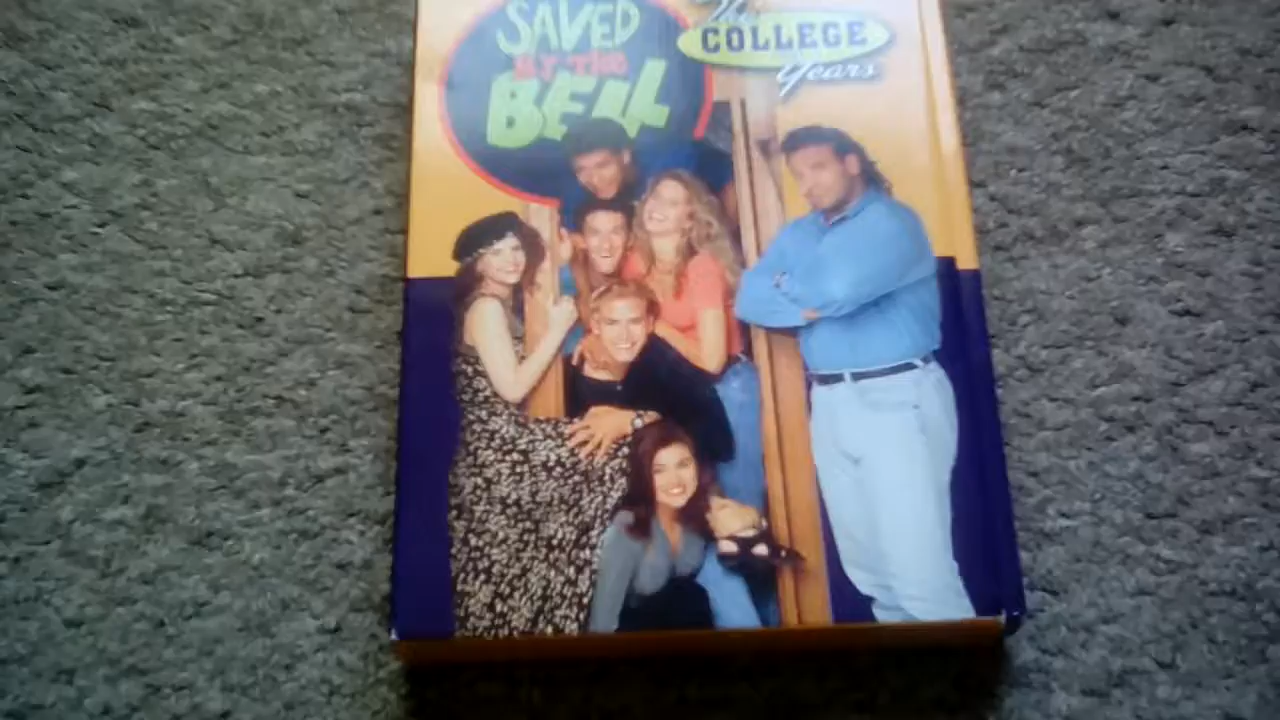 SAVED
BY THE
BELL
The
COLLEGE
Years